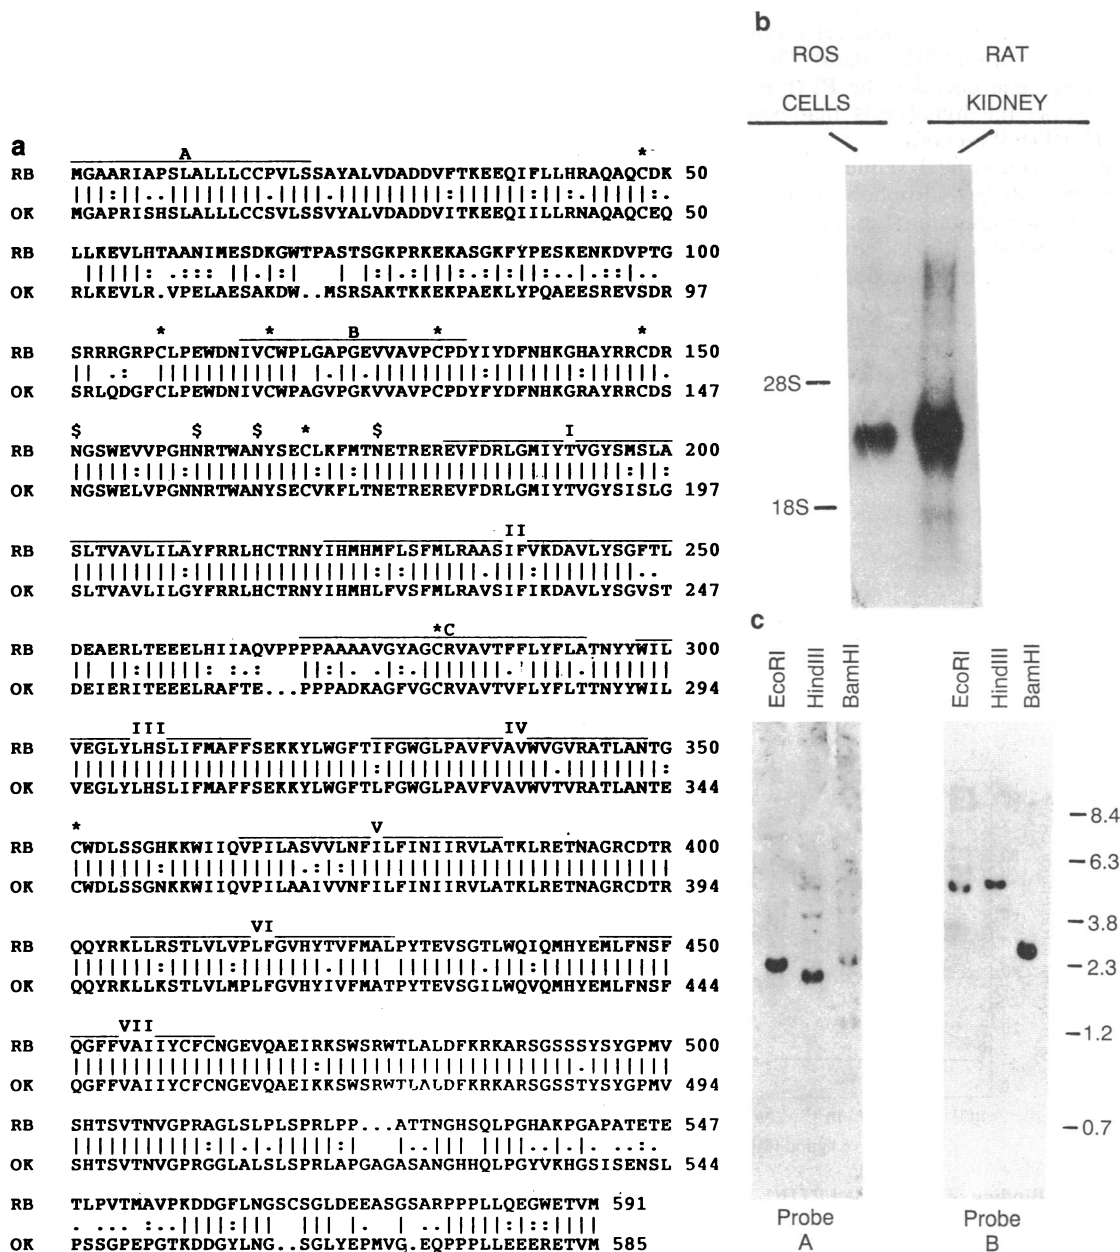 a
A *
RB MGAARIAPSLALLLCCPVLSSAYALVDADDVFTKEEQIFLLHRAQAQCDK 50
OK MGAPRISHSLALLLCCSVLSSVYALVDADDVITKEEQIILLRNAQAQCEQ 50
RB LLKEVLHTAANIMESDKGWTPASTSGKPRKEKASGKFYPESKENKDVPTG 100
OK RLKEVLR.VPELAESAKDW..MSRSAKTKKEKPAEKLYPQAEESREVSDR 97
* * B * *
RB SRRRGRPCLPEWDNIVCWPLGAPGEVVAVPCPDYIYDFNHKGHAYRRCDR 150
OK SRLQDGFCLPEWDNIVCWPAGVPGKVVAVPCPDYFYDFNHKGRAYRRCDS 147
$ $ $ * $ I
RB NGSWEVVPGHNRTWANYSECLKFMTNETREREVFDRLGMIYTVGYSMSLA 200
OK NGSWELVPGNNRTWANYSECVKFLTNETREREVFDRLGMIYTVGYSISLG 197
II
RB SLTVAVLILAYFRRLHCTRNYIHMHMFLSFMLRAASIFVKDAVLYSGFTL 250
OK SLTVAVLILGYFRRLHCTRNYIHMHLFVSFMLRAVSIFIKDAVLYSGVST 247
*C
RB DEAERLTEEELHIIAQVPPPPAAAAVGYAGCRVAVTFFLYFLATNYYWIL 300
OK DEIERITEEELRAFTE...PPPADKAGFVGCRVAVTVFLYFLTTNYYWIL 294
III IV
RB VEGLYLHSLIFMAFFSEKKYLWGFTIFGWGLPAVFVAVWVGVRATLANTG 350
OK VEGLYLHSLIFMAFFSEKKYLWGFTLFGWGLPAVFVAVWVTVRATLANTE 344
* V
RB CWDLSSGHKKWIIQVPILASVVLNFILFINIIRVLATKLRETNAGRCDTR 400
OK CWDLSSGNKKWIIQVPILAAIVVNFILFINIIRVLATKLRETNAGRCDTR 394
VI
RB QQYRKLLRSTLVLVPLFGVHYTVFMALPYTEVSGTLWQIQMHYEMLFNSF 450
OK QQYRKLLKSTLVLMPLFGVHYIVFMATPYTEVSGILWQVQMHYEMLFNSF 444
VII
RB QGFFVAIIYCFCNGEVQAEIRKSWSRWTLALDFKRKARSGSSSYSYGPMV 500
OK QGFFVAIIYCFCNGEVQAEIKKSWSRWTLALDFKRKARSGSSTYSYGPMV 494
RB SHTSVTNVGPRAGLSLPLSPRLPP...ATTNGHSQLPGHAKPGAPATETE 547
OK SHTSVTNVGPRGGLALSLSPRLAPGAGASANGHHQLPGYVKHGSISENSL 544
RB TLPVTMAVPKDDGFLNGSCSGLDEEASGSARPPPLLQEGWETVM 591
OK PSSGPEPGTKDDGYLNG..SGLYEPMVG.EQPPPLLEEERETVM 585
b
ROS RAT
CELLS KIDNEY
28S
18S
c
EcoRI HindIII BamHI EcoRI HindIII BamHI
8.4
6.3
3.8
2.3
1.2
0.7
Probe Probe
A B